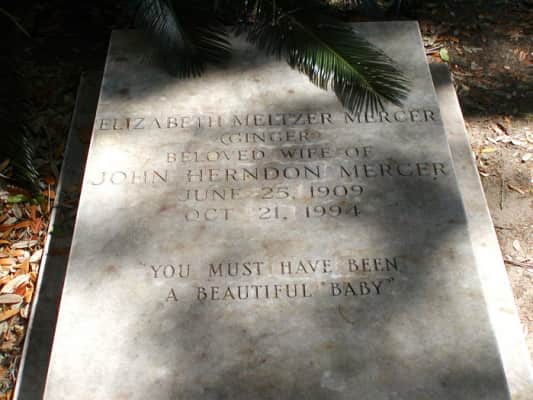 ELIZABETH MELTZER MERCER
(GINGER)
BELOVED WIFE OF
JOHN HERNDON MERCER
JUNE 25, 1909
OCT 21, 1994
"YOU MUST HAVE BEEN
A BEAUTIFUL BABY"